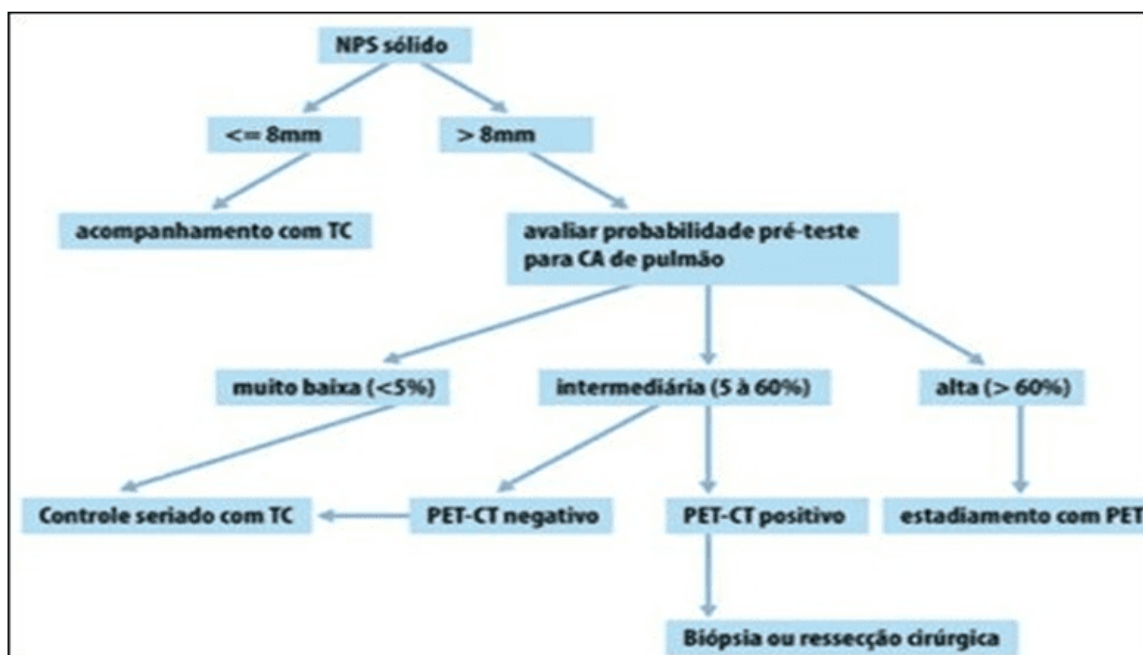 NPS sólido
<= 8mm
> 8mm
acompanhamento com TC
avaliar probabilidade pré-teste
para CA de pulmão
muito baixa (<5%)
intermediária (5 à 60%)
alta (> 60%)
Controle seriado com TC
PET-CT negativo
PET-CT positivo
estadiamento com PET
Biópsia ou ressecção cirúrgica